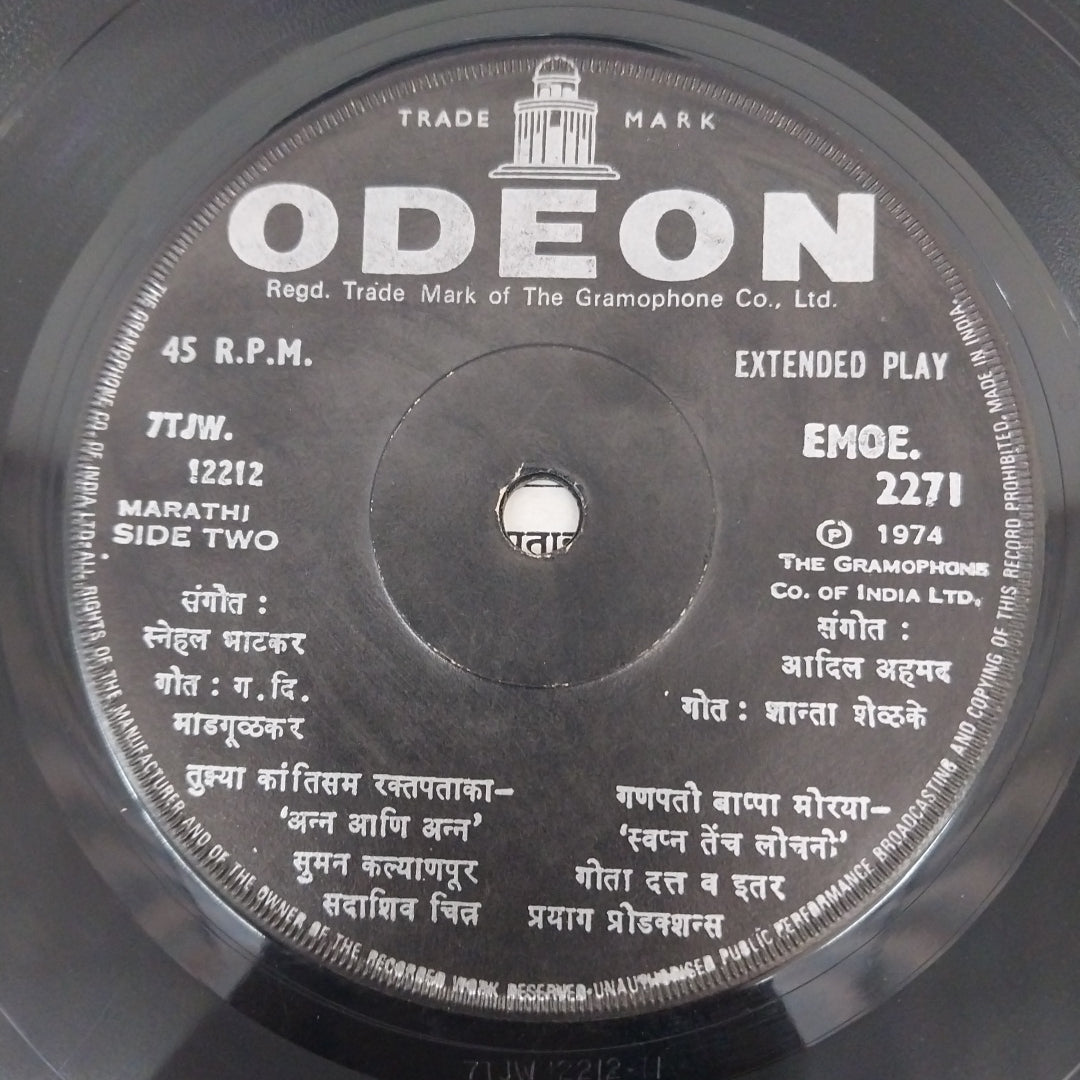 TRADE MARK
ODEON
Regd. Trade Mark of The Gramophone Co., Ltd.
45 R.P.M.
EXTENDED PLAY
7TJW.
12212
MARATHI
SIDE TWO
EMOE.
2271
℗ 1974
THE GRAMOPHONE
CO. OF INDIA LTD.
संगीत :
स्नेहल भाटकर
गीत : ग. दि.
माडगूळकर
संगीत :
आदिल अहमद
गीत : शान्ता शेळके
तुझ्या कांतिसम रक्तपताका-
'अन्न आणि अन्न'
सुमन कल्याणपूर
सदाशिव चित्र
गणपती बाप्पा मोरया-
'स्वप्न तेंच लोचनी'
गीता दत्त व इतर
प्रयाग प्रोडक्शन्स
THE GRAMOPHONE CO. OF INDIA LTD. ALL RIGHTS OF THE MANUFACTURER AND OF THE OWNER OF THE RECORDED WORK RESERVED·UNAUTHORISED PUBLIC PERFORMANCE BROADCASTING AND COPYING OF THIS RECORD PROHIBITED. MADE IN INDIA.
7TJW 12212-1